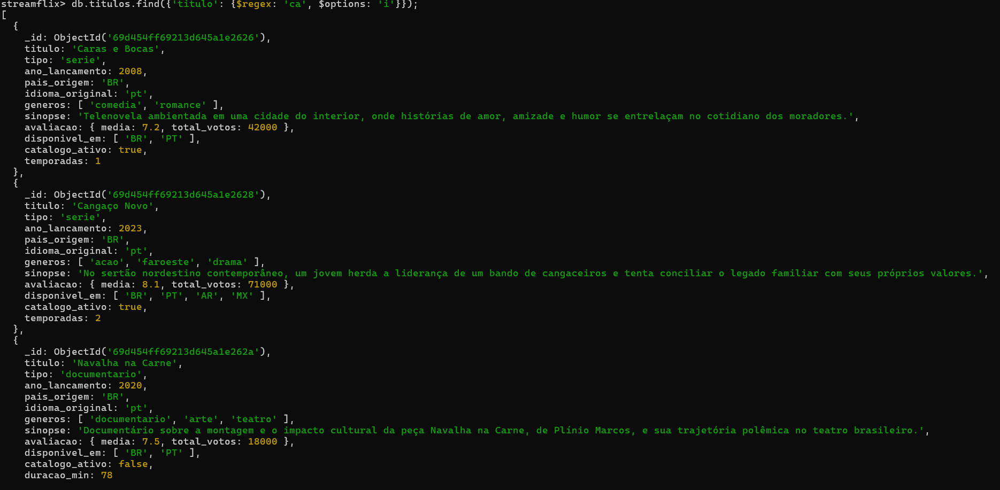 streamflix> db.titulos.find({'titulo': {$regex: 'ca', $options: 'i'}});
[
  {
    _id: ObjectId('69d454ff69213d645a1e2626'),
    titulo: 'Caras e Bocas',
    tipo: 'serie',
    ano_lancamento: 2008,
    pais_origem: 'BR',
    idioma_original: 'pt',
    generos: [ 'comedia', 'romance' ],
    sinopse: 'Telenovela ambientada em uma cidade do interior, onde histórias de amor, amizade e humor se entrelaçam no cotidiano dos moradores.',
    avaliacao: { media: 7.2, total_votos: 42000 },
    disponivel_em: [ 'BR', 'PT' ],
    catalogo_ativo: true,
    temporadas: 1
  },
  {
    _id: ObjectId('69d454ff69213d645a1e2628'),
    titulo: 'Cangaço Novo',
    tipo: 'serie',
    ano_lancamento: 2023,
    pais_origem: 'BR',
    idioma_original: 'pt',
    generos: [ 'acao', 'faroeste', 'drama' ],
    sinopse: 'No sertão nordestino contemporâneo, um jovem herda a liderança de um bando de cangaceiros e tenta conciliar o legado familiar com seus próprios valores.',
    avaliacao: { media: 8.1, total_votos: 71000 },
    disponivel_em: [ 'BR', 'PT', 'AR', 'MX' ],
    catalogo_ativo: true,
    temporadas: 2
  },
  {
    _id: ObjectId('69d454ff69213d645a1e262a'),
    titulo: 'Navalha na Carne',
    tipo: 'documentario',
    ano_lancamento: 2020,
    pais_origem: 'BR',
    idioma_original: 'pt',
    generos: [ 'documentario', 'arte', 'teatro' ],
    sinopse: 'Documentário sobre a montagem e o impacto cultural da peça Navalha na Carne, de Plínio Marcos, e sua trajetória polêmica no teatro brasileiro.',
    avaliacao: { media: 7.5, total_votos: 18000 },
    disponivel_em: [ 'BR', 'PT' ],
    catalogo_ativo: false,
    duracao_min: 78